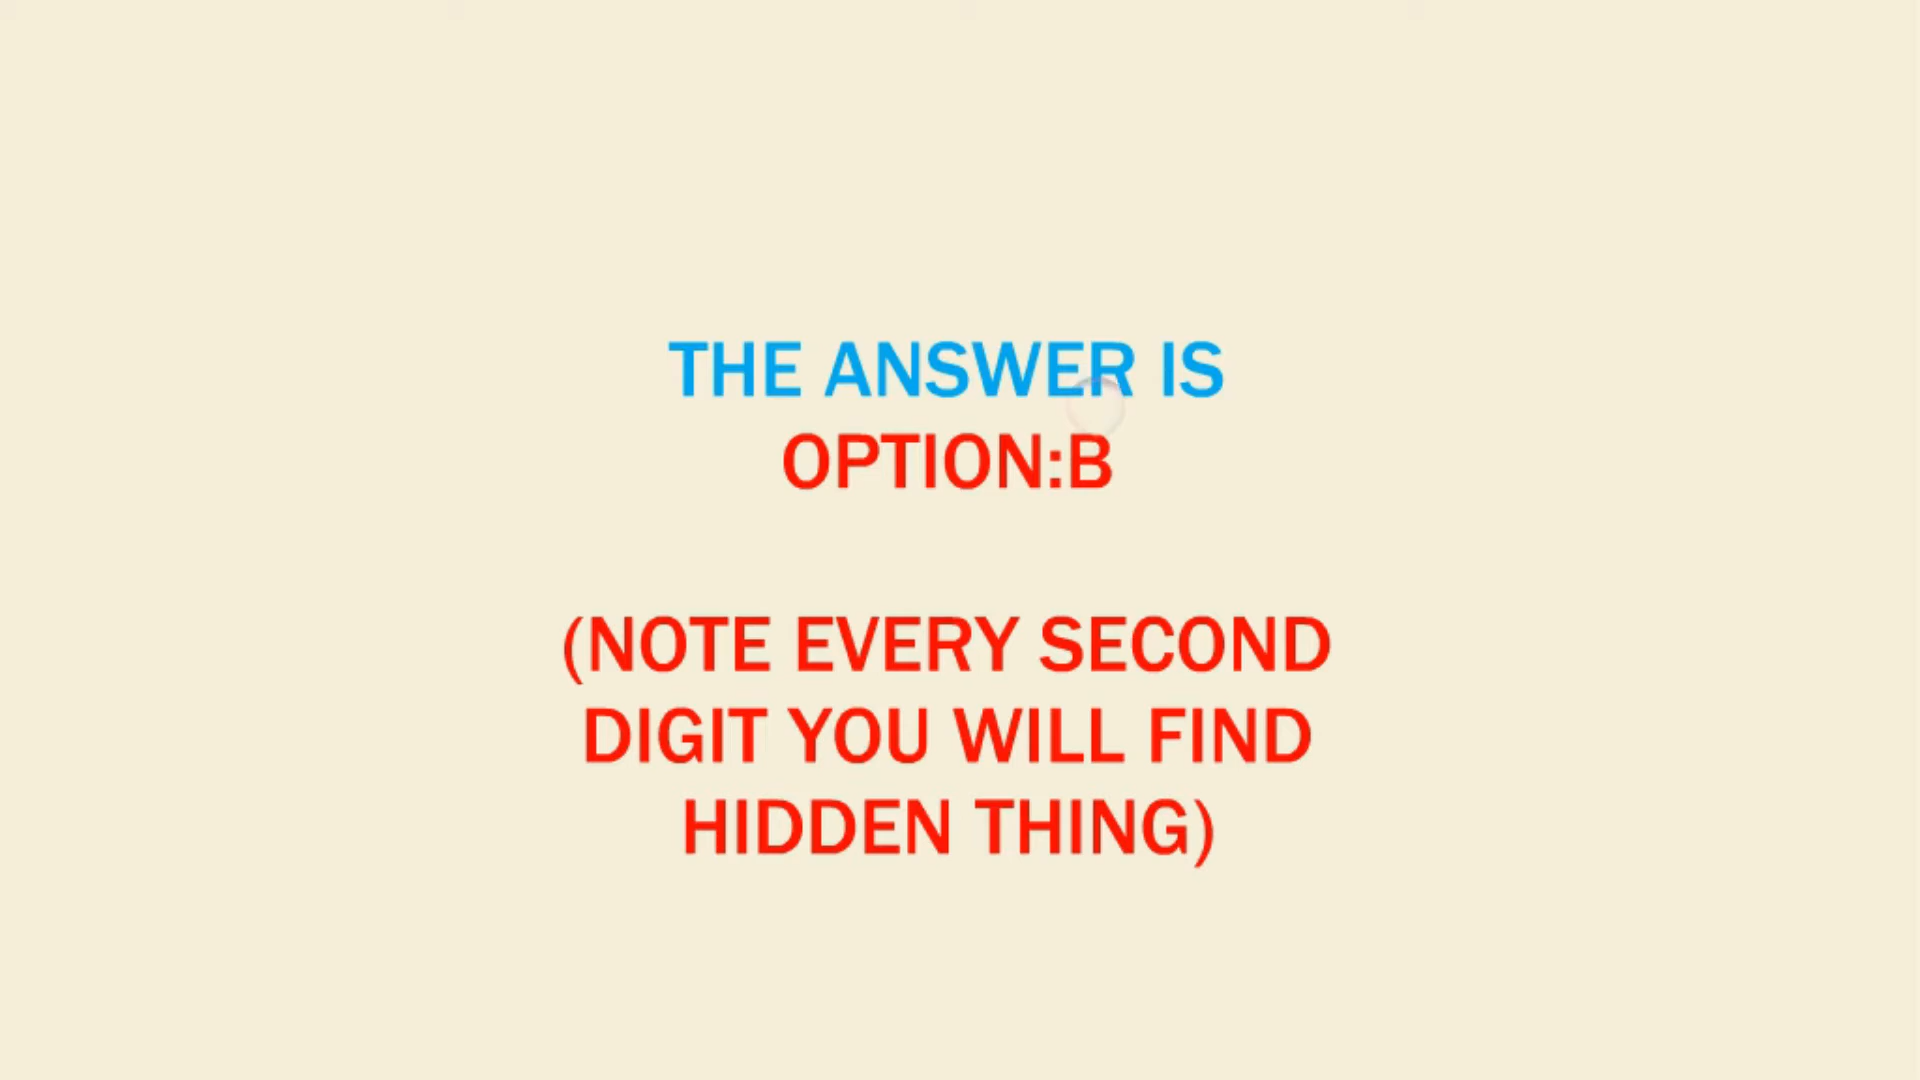 THE ANSWER IS
OPTION:B
(NOTE EVERY SECOND
DIGIT YOU WILL FIND
HIDDEN THING)